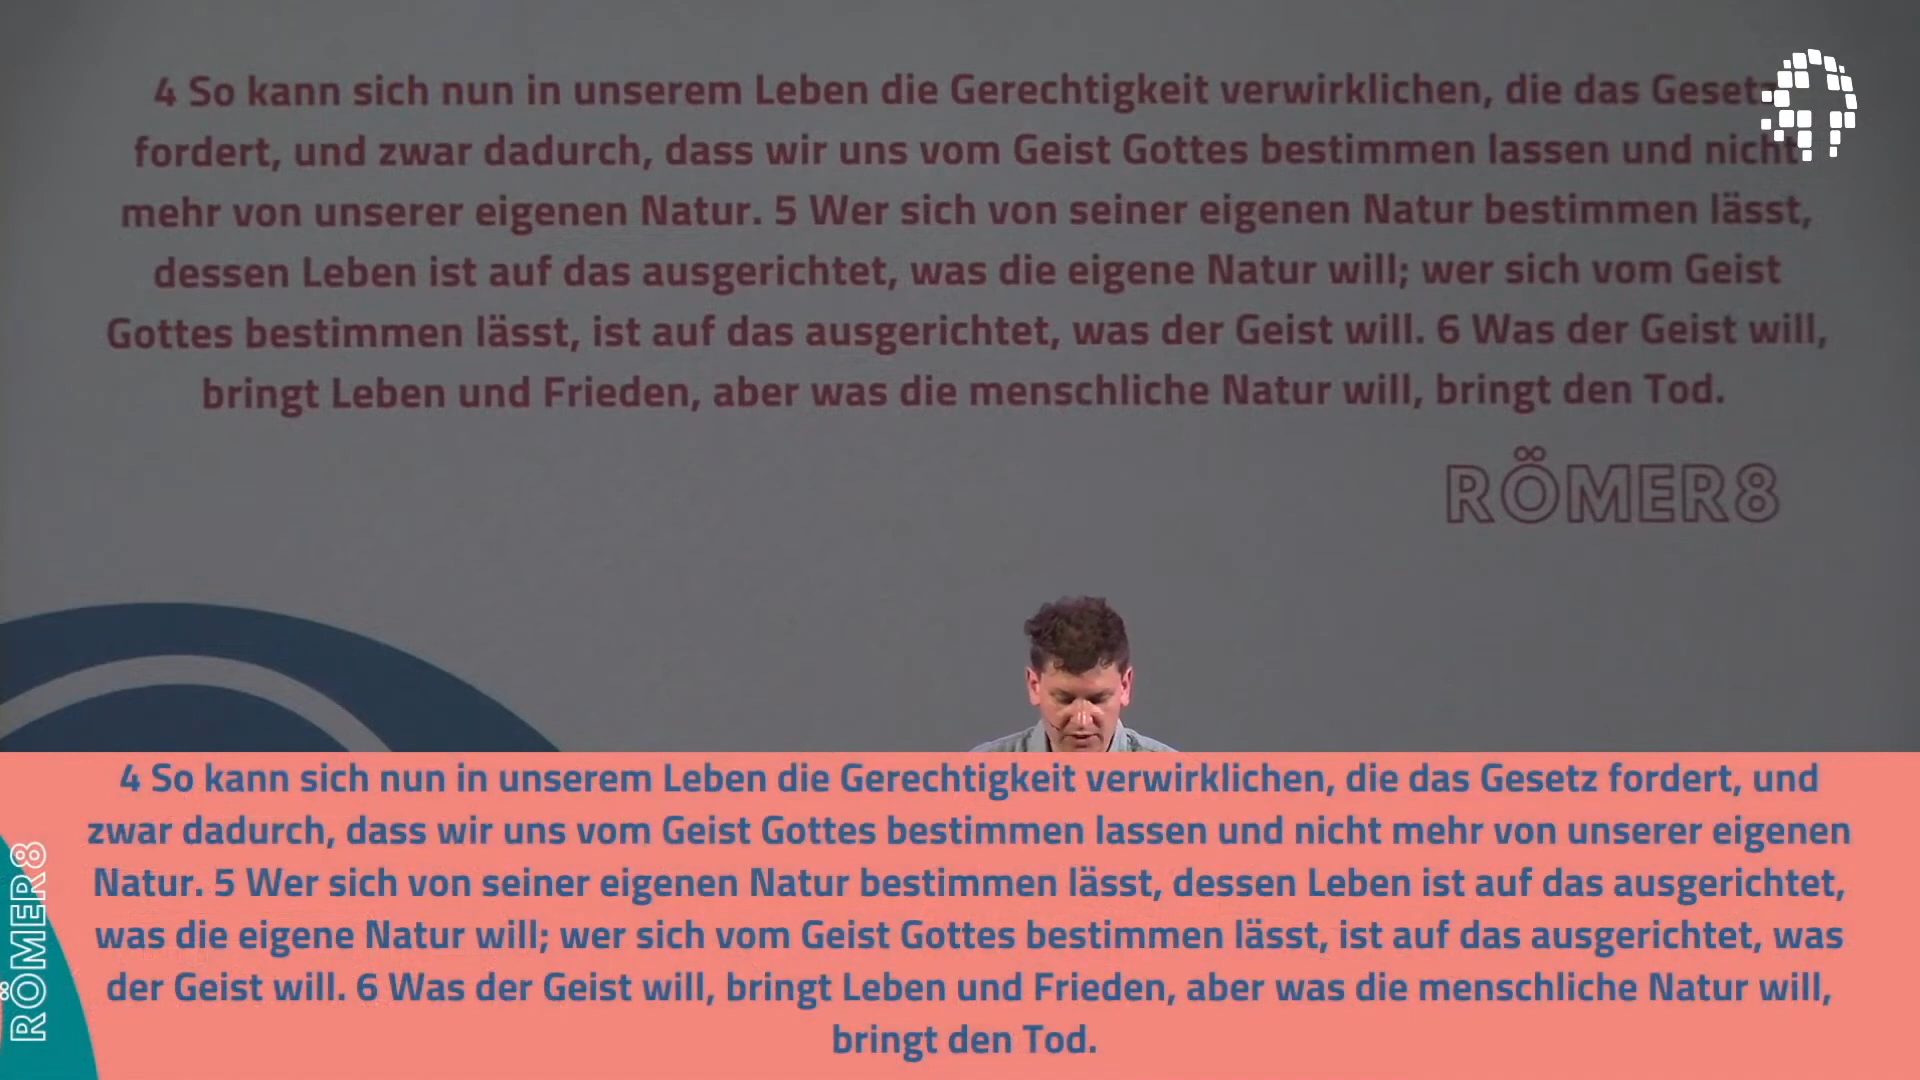 4 So kann sich nun in unserem Leben die Gerechtigkeit verwirklichen, die das Gesetz
fordert, und zwar dadurch, dass wir uns vom Geist Gottes bestimmen lassen und nicht
mehr von unserer eigenen Natur. 5 Wer sich von seiner eigenen Natur bestimmen lässt,
dessen Leben ist auf das ausgerichtet, was die eigene Natur will; wer sich vom Geist
Gottes bestimmen lässt, ist auf das ausgerichtet, was der Geist will. 6 Was der Geist will,
bringt Leben und Frieden, aber was die menschliche Natur will, bringt den Tod.
RÖMER8
4 So kann sich nun in unserem Leben die Gerechtigkeit verwirklichen, die das Gesetz fordert, und
zwar dadurch, dass wir uns vom Geist Gottes bestimmen lassen und nicht mehr von unserer eigenen
Natur. 5 Wer sich von seiner eigenen Natur bestimmen lässt, dessen Leben ist auf das ausgerichtet,
was die eigene Natur will; wer sich vom Geist Gottes bestimmen lässt, ist auf das ausgerichtet, was
der Geist will. 6 Was der Geist will, bringt Leben und Frieden, aber was die menschliche Natur will,
bringt den Tod.
RÖMER8